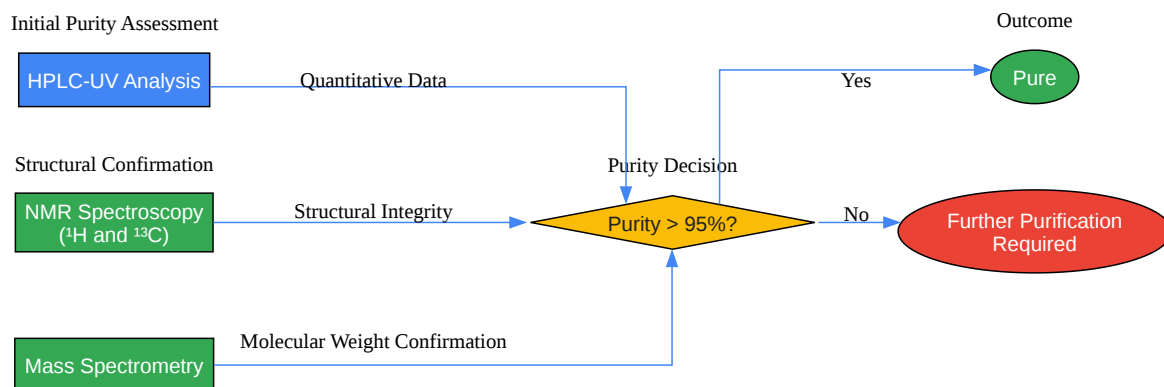 Initial Purity Assessment
Outcome
HPLC-UV Analysis
Quantitative Data
Yes
Pure
Structural Confirmation
Purity Decision
NMR Spectroscopy
(¹H and ¹³C)
Structural Integrity
Purity > 95%?
No
Further Purification
Required
Molecular Weight Confirmation
Mass Spectrometry